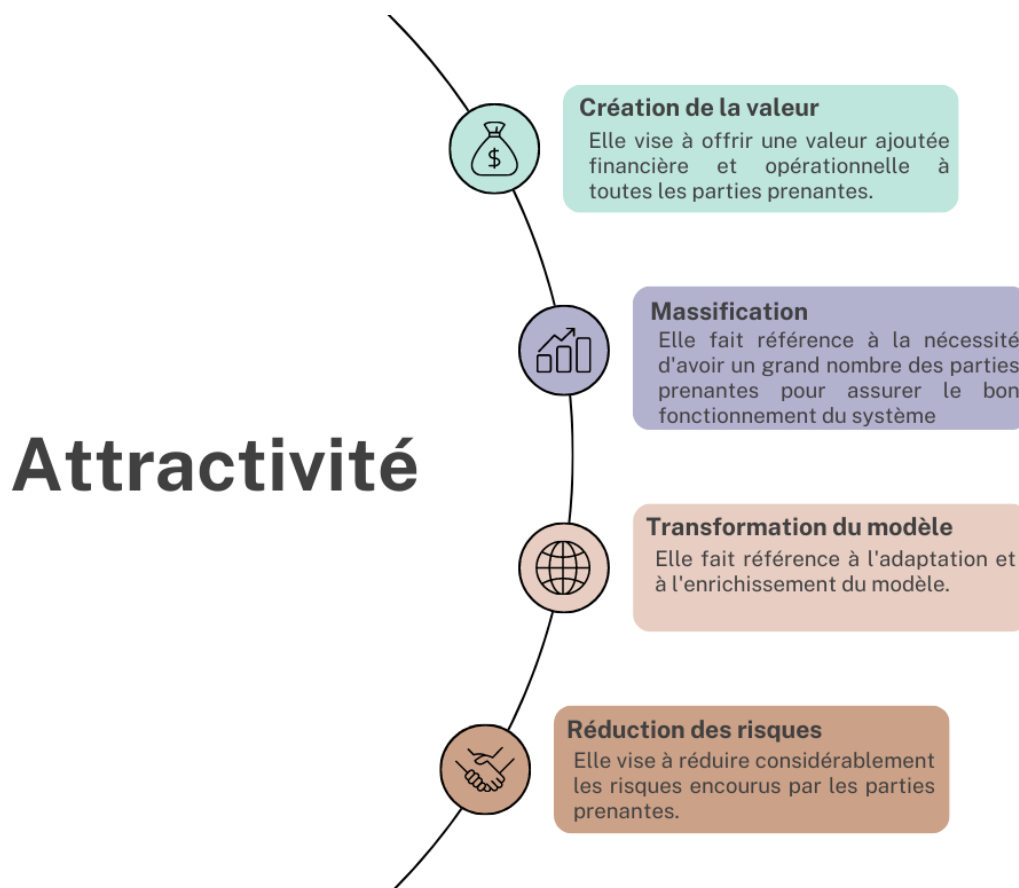 Création de la valeur
Elle vise à offrir une valeur ajoutée
financière et opérationnelle à
toutes les parties prenantes.
Massification
Elle fait référence à la nécessité
d'avoir un grand nombre des parties
prenantes pour assurer le bon
fonctionnement du système
Attractivité
Transformation du modèle
Elle fait référence à l'adaptation et
à l'enrichissement du modèle.
Réduction des risques
Elle vise à réduire considérablement
les risques encourus par les parties
prenantes.